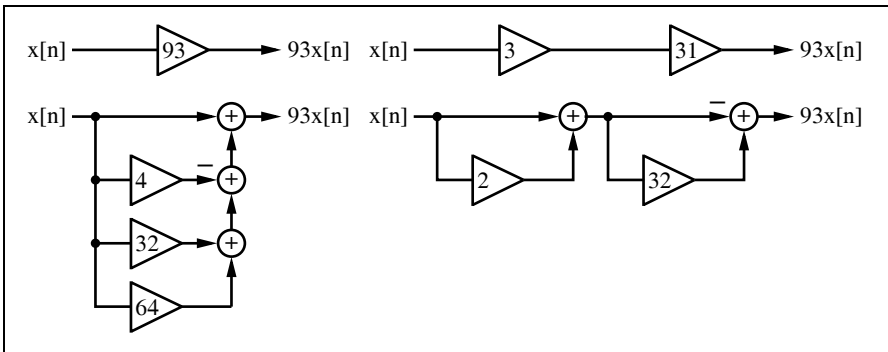 x[n] 93 93x[n] x[n] 3 31 93x[n]
x[n] + 93x[n] x[n] + − + 93x[n]
4 − + 2 32
32 +
64